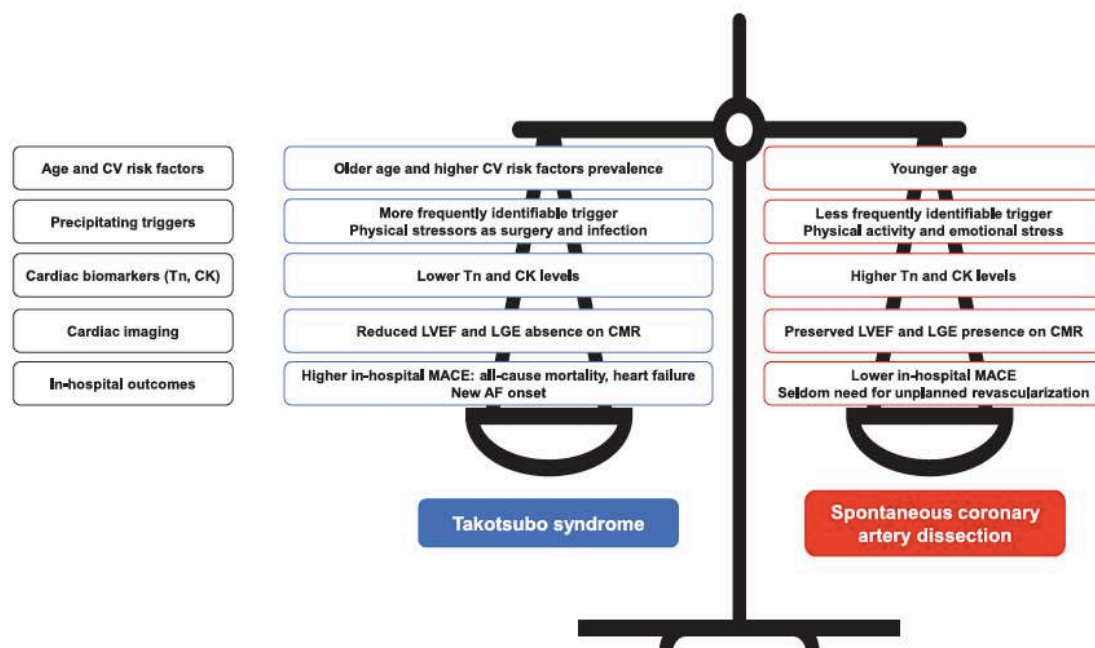 Age and CV risk factors
Older age and higher CV risk factors prevalence
Younger age
Precipitating triggers
More frequently identifiable trigger
Physical stressors as surgery and infection
Less frequently identifiable trigger
Physical activity and emotional stress
Cardiac biomarkers (Tn, CK)
Lower Tn and CK levels
Higher Tn and CK levels
Cardiac imaging
Reduced LVEF and LGE absence on CMR
Preserved LVEF and LGE presence on CMR
In-hospital outcomes
Higher in-hospital MACE: all-cause mortality, heart failure
New AF onset
Lower in-hospital MACE
Seldom need for unplanned revascularization
Takotsubo syndrome
Spontaneous coronary
artery dissection